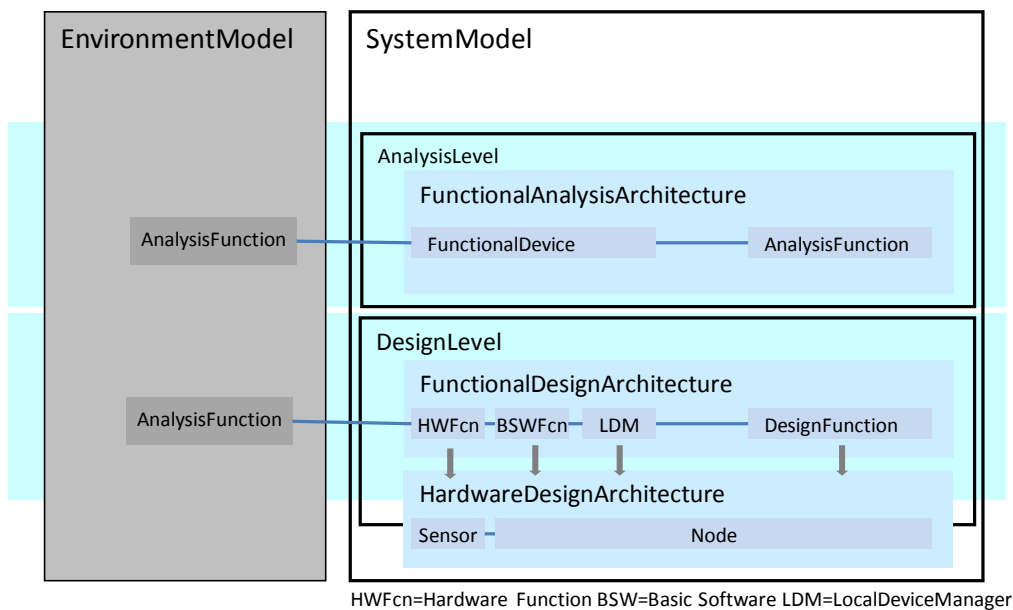 EnvironmentModel
SystemModel
AnalysisLevel
FunctionalAnalysisArchitecture
AnalysisFunction
FunctionalDevice
AnalysisFunction
DesignLevel
FunctionalDesignArchitecture
AnalysisFunction
HWFcn
BSWFcn
LDM
DesignFunction
HardwareDesignArchitecture
Sensor
Node
HWFcn=Hardware Function BSW=Basic Software LDM=LocalDeviceManager